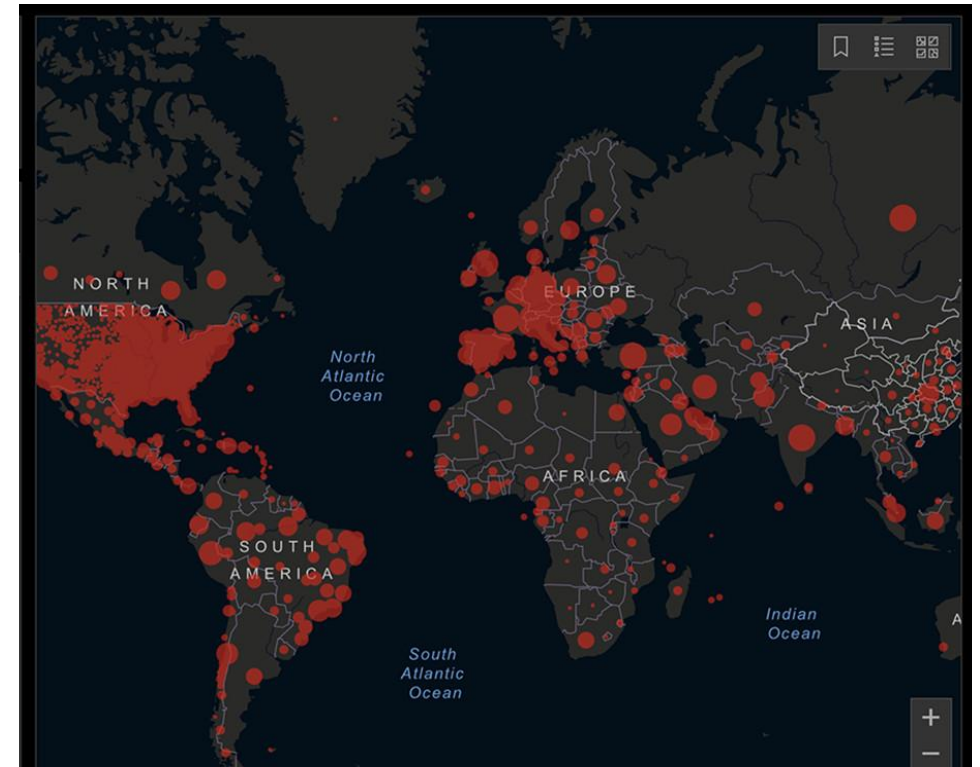 NORTH
AMERICA
EUROPE
ASIA
North
Atlantic
Ocean
AFRICA
SOUTH
AMERICA
Indian
Ocean
A
South
Atlantic
Ocean
+
−